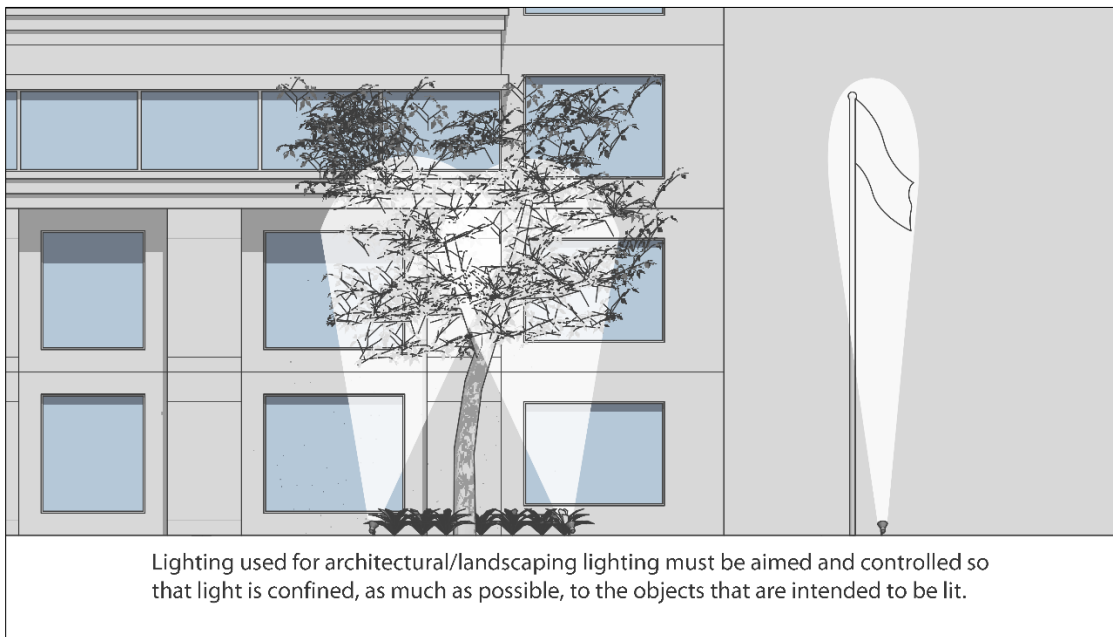 Lighting used for architectural/landscaping lighting must be aimed and controlled so
that light is confined, as much as possible, to the objects that are intended to be lit.